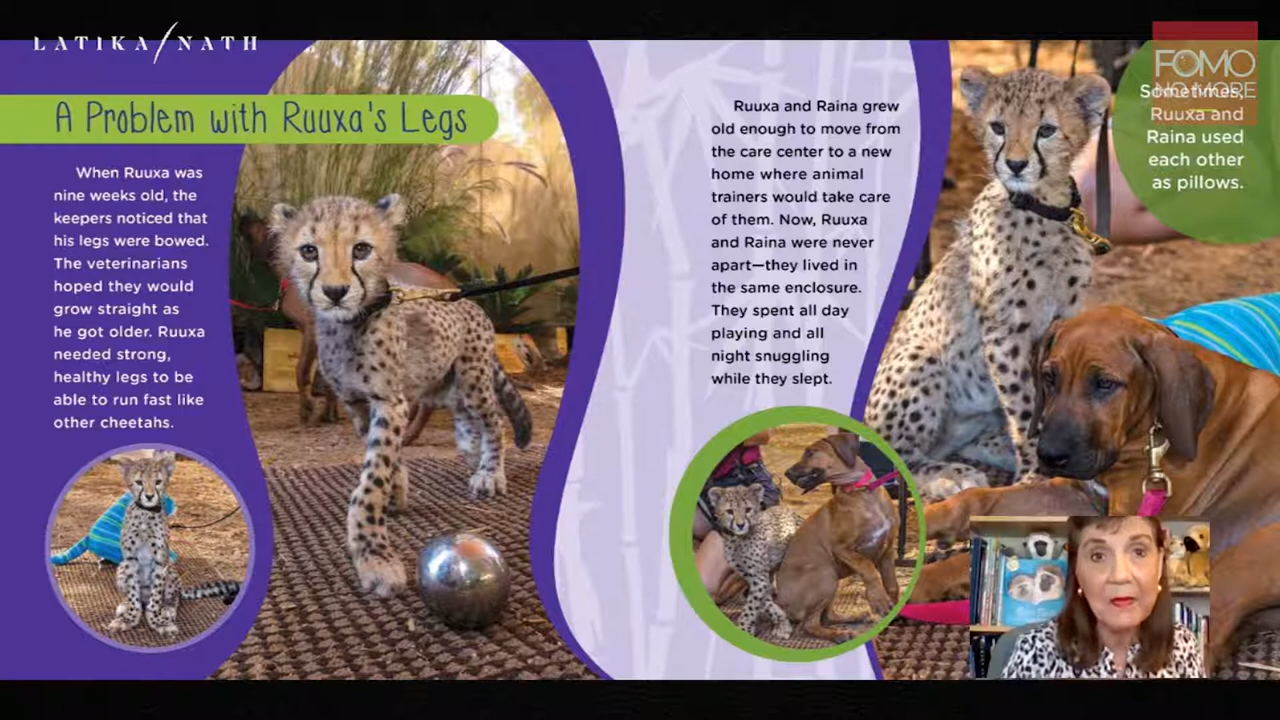 LATIKA/NATH
FOMO
NO MORE
A Problem with Ruuxa's Legs
When Ruuxa was
nine weeks old, the
keepers noticed that
his legs were bowed.
The veterinarians
hoped they would
grow straight as
he got older. Ruuxa
needed strong,
healthy legs to be
able to run fast like
other cheetahs.
Ruuxa and Raina grew
old enough to move from
the care center to a new
home where animal
trainers would take care
of them. Now, Ruuxa
and Raina were never
apart—they lived in
the same enclosure.
They spent all day
playing and all
night snuggling
while they slept.
Sometimes,
Ruuxa and
Raina used
each other
as pillows.